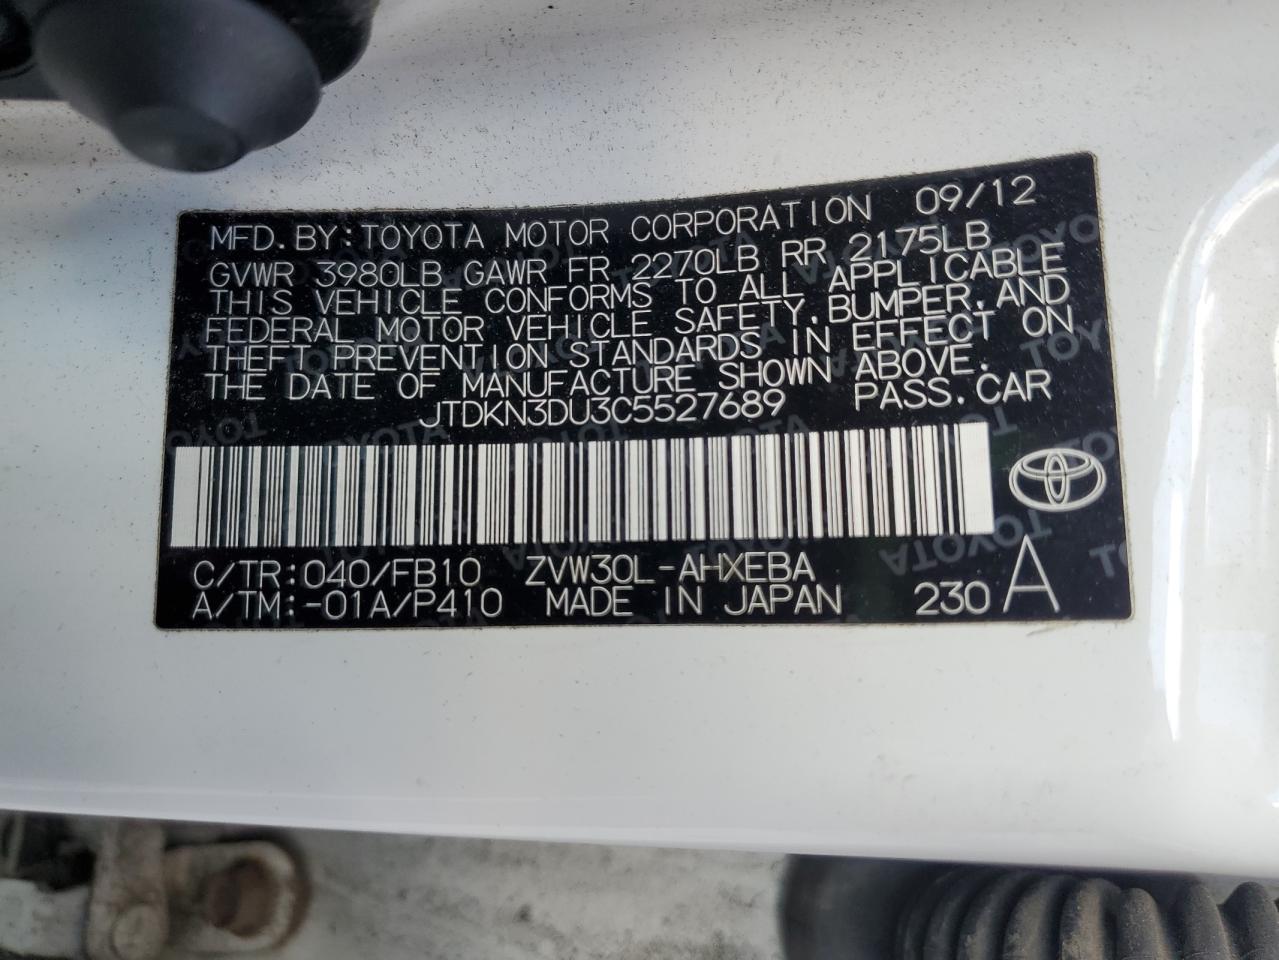 MFD.BY:TOYOTA MOTOR CORPORATION 09/12
GVWR 3980LB GAWR FR 2270LB RR 2175LB
THIS VEHICLE CONFORMS TO ALL APPLICABLE
FEDERAL MOTOR VEHICLE SAFETY,BUMPER,AND
THEFT PREVENTION STANDARDS IN EFFECT ON
THE DATE OF MANUFACTURE SHOWN ABOVE.
JTDKN3DU3C5527689 PASS.CAR
C/TR:040/FB10 ZVW30L-AHXEBA
A/TM:-01A/P410 MADE IN JAPAN 230 A